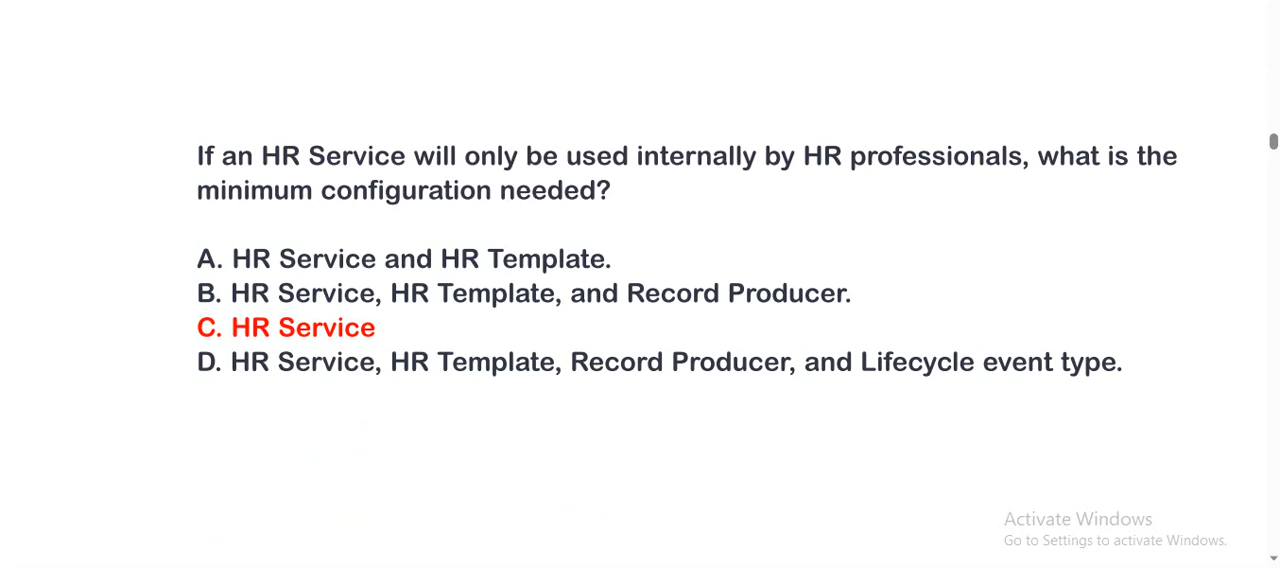 If an HR Service will only be used internally by HR professionals, what is the
minimum configuration needed?
A. HR Service and HR Template.
B. HR Service, HR Template, and Record Producer.
C. HR Service
D. HR Service, HR Template, Record Producer, and Lifecycle event type.
Activate Windows
Go to Settings to activate Windows.